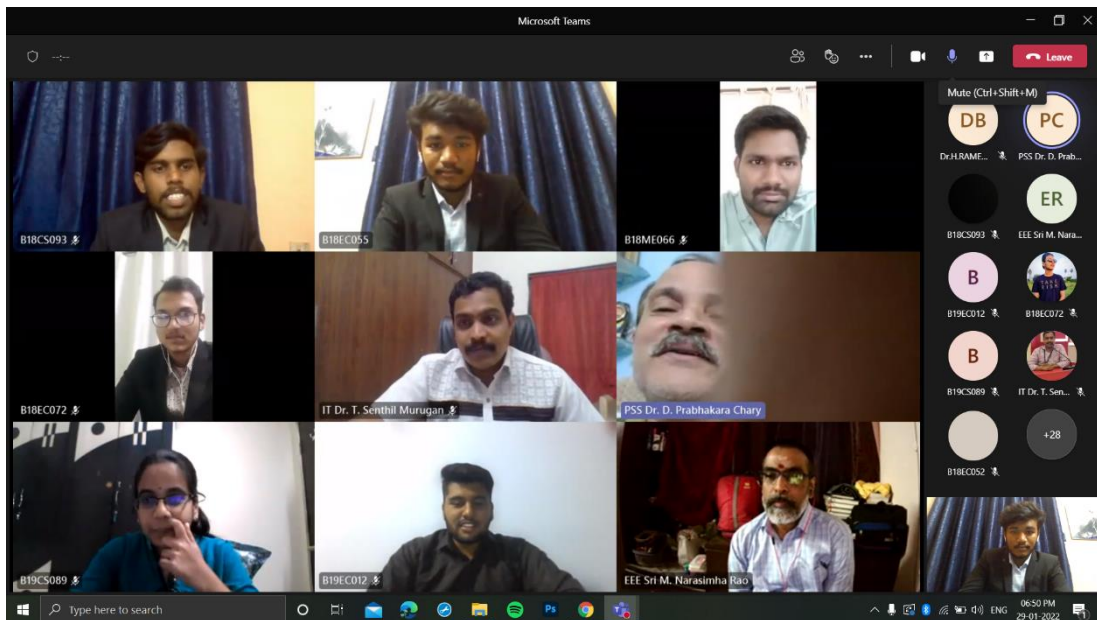 Microsoft Teams
--:--
Leave
Mute (Ctrl+Shift+M)
B18CS093
B18EC055
B18ME066
B18EC072
IT Dr. T. Senthil Murugan
PSS Dr. D. Prabhakara Chary
B19CS089
B19EC012
EEE Sri M. Narasimha Rao
DB
PC
Dr.H.RAME...
PSS Dr. D. Prab...
ER
B18CS093
EEE Sri M. Nara...
B
B19EC012
B18EC072
B
B19CS089
IT Dr. T. Sen...
+28
B18EC052
Type here to search
Ps
ENG
06:50 PM
29-01-2022